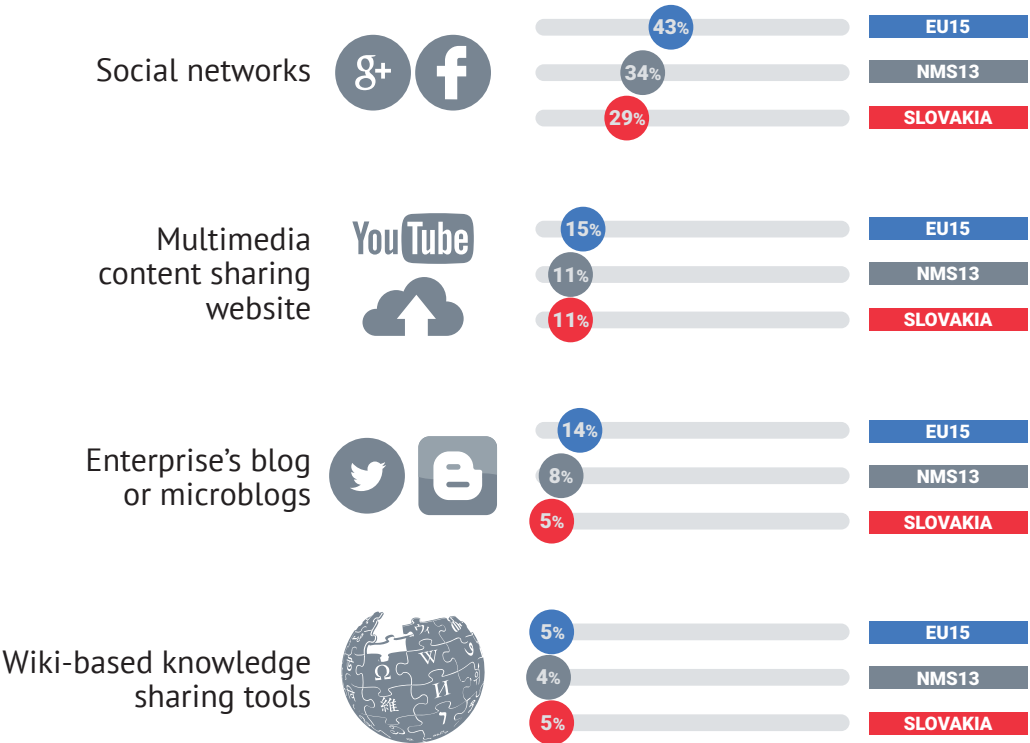 43% EU15
Social networks g+ f 34% NMS13
29% SLOVAKIA
Multimedia
content sharing
website
YouTube
15% EU15
11% NMS13
11% SLOVAKIA
Enterprise's blog
or microblogs
14% EU15
8% NMS13
5% SLOVAKIA
Wiki-based knowledge
sharing tools
Ω W
維 И
5% EU15
4% NMS13
5% SLOVAKIA